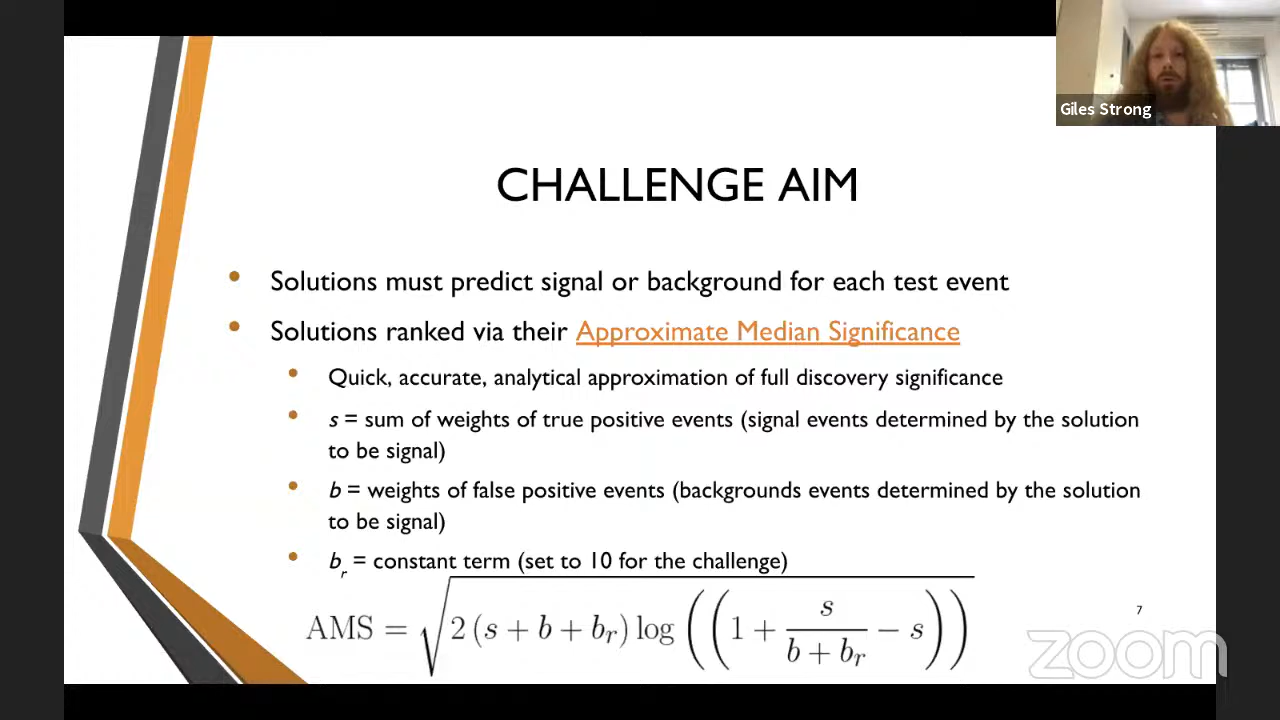 Giles Strong
CHALLENGE AIM
• Solutions must predict signal or background for each test event
• Solutions ranked via their Approximate Median Significance
• Quick, accurate, analytical approximation of full discovery significance
• s = sum of weights of true positive events (signal events determined by the solution
to be signal)
• b = weights of false positive events (backgrounds events determined by the solution
to be signal)
• b_r = constant term (set to 10 for the challenge)
AMS = √(2 (s + b + b_r) log ((1 + s/(b + b_r) − s)))
7
zoom